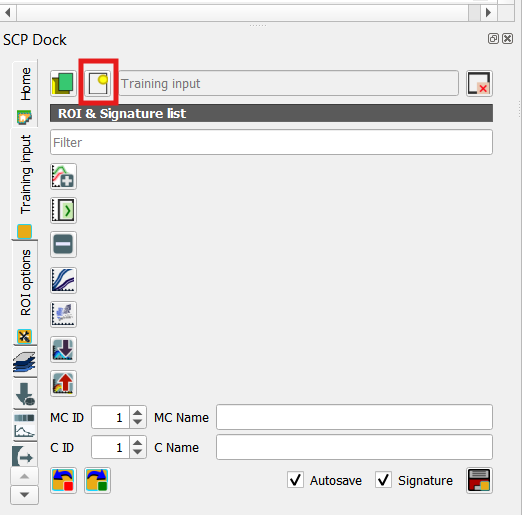 SCP Dock
Home
Training input
ROI options
Training input
ROI & Signature list
Filter
MC ID 1 MC Name
C ID 1 C Name
Autosave Signature